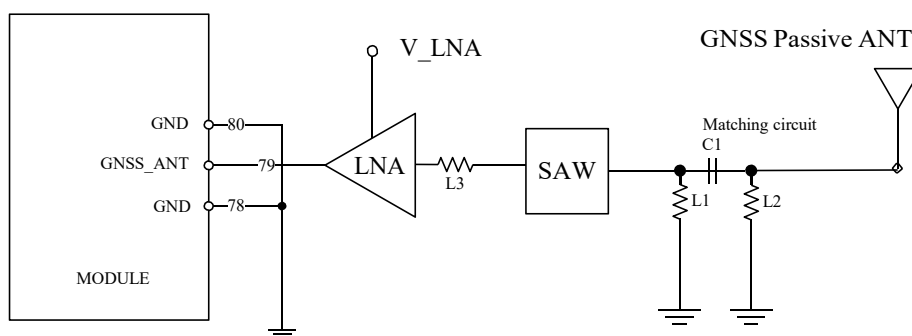 GNSS Passive ANT
V_LNA
GND
80
Matching circuit
C1
GNSS_ANT
79
LNA
L3
SAW
GND
78
L1
L2
MODULE